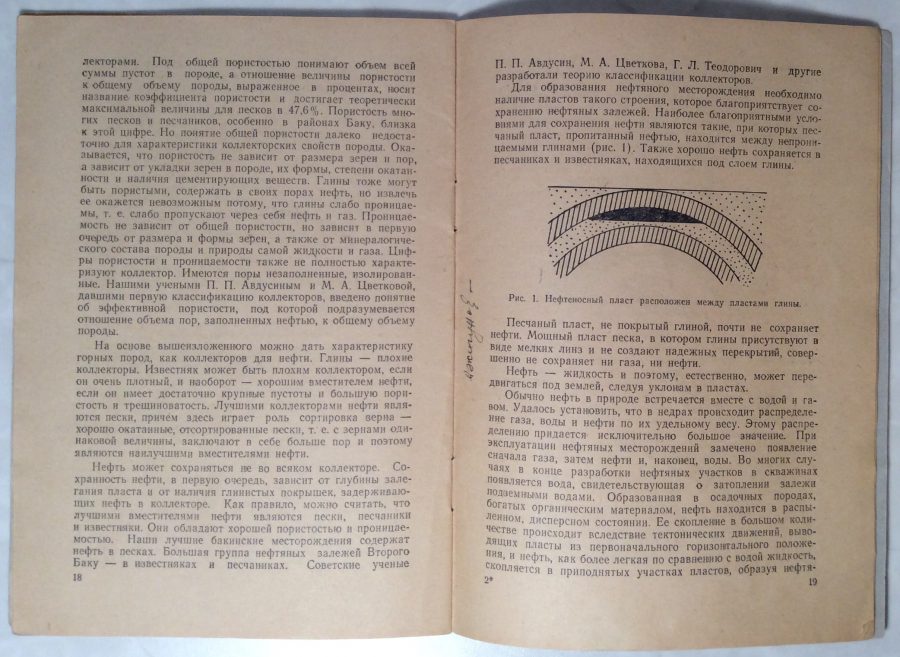 лекторами. Под общей пористостью понимают объем всей
суммы пустот в породе, а отношение величины пористости
к общему объему породы, выраженное в процентах, носит
название коэффициента пористости и достигает теоретически
максимальной величины для песков в 47,6%. Пористость мно-
гих песков и песчаников, особенно в районах Баку, близка
к этой цифре. Но понятие общей пористости далеко недоста-
точно для характеристики коллекторских свойств породы. Ока-
зывается, что пористость не зависит от размера зерен и пор,
а зависит от укладки зерен в породе, их формы, степени окатан-
ности и наличия цементирующих веществ. Глины тоже могут
быть пористыми, содержать в своих порах нефть, но извлечь
ее окажется невозможным потому, что глины слабо проницае-
мы, т. е. слабо пропускают через себя нефть и газ. Проницае-
мость не зависит от общей пористости, но зависит в первую
очередь от размера и формы зерен, а также от минералогиче-
ского состава породы и природы самой жидкости и газа. Циф-
ры пористости и проницаемости также не полностью характе-
ризуют коллектор. Имеются поры незаполненные, изолирован-
ные. Нашими учеными П. П. Авдусиным и М. А. Цветковой,
давшими первую классификацию коллекторов, введено понятие
об эффективной пористости, под которой подразумевается
отношение объема пор, заполненных нефтью, к общему объему
породы.
На основе вышеизложенного можно дать характеристику
горных пород, как коллекторов для нефти. Глины — плохие
коллекторы. Известняк может быть плохим коллектором, если
он очень плотный, и наоборот — хорошим вместителем нефти,
если он имеет достаточно крупные пустоты и большую пори-
стость и трещиноватость. Лучшими коллекторами нефти явля-
ются пески, причём здесь играет роль сортировка зерна —
хорошо окатанные, отсортированные пески, т. е. с зернами оди-
наковой величины, заключают в себе больше пор и поэтому
являются наилучшими вместителями нефти.
Нефть может сохраняться не во всяком коллекторе. Со-
хранность нефти, в первую очередь, зависит от глубины зале-
гания пласта и от наличия глинистых покрышек, задерживаю-
щих нефть в коллекторе. Как правило, можно считать, что
лучшими вместителями нефти являются пески, песчаники
и известняки. Они обладают хорошей пористостью и проницае-
мостью. Наши лучшие бакинские месторождения содержат
нефть в песках. Большая группа нефтяных залежей Второго
Баку — в известняках и песчаниках. Советские ученые
18
П. П. Авдусин, М. А. Цветкова, Г. Л. Теодорович и другие
разработали теорию классификации коллекторов.
Для образования нефтяного месторождения необходимо
наличие пластов такого строения, которое благоприятствует со-
хранению нефтяных залежей. Наиболее благоприятными усло-
виями для сохранения нефти являются такие, при которых пес-
чаный пласт, пропитанный нефтью, находится между непрони-
цаемыми глинами (рис. 1). Также хорошо нефть сохраняется в
песчаниках и известняках, находящихся под слоем глины.
Рис. 1. Нефтеносный пласт расположен между пластами глины.
Песчаный пласт, не покрытый глиной, почти не сохраняет
нефти. Мощный пласт песка, в котором глины присутствуют в
виде мелких линз и не создают надежных перекрытий, совер-
шенно не сохраняет ни газа, ни нефти.
Нефть — жидкость и поэтому, естественно, может пере-
двигаться под землей, следуя уклонам в пластах.
Обычно нефть в природе встречается вместе с водой и га-
зом. Удалось установить, что в недрах происходит распределе-
ние газа, воды и нефти по их удельному весу. Этому распре-
делению придается исключительно большое значение. При
эксплуатации нефтяных месторождений замечено появление
сначала газа, затем нефти и, наконец, воды. Во многих слу-
чаях в конце разработки нефтяных участков в скважинах
появляется вода, свидетельствующая о затоплении залежи
подземными водами. Образованная в осадочных породах,
богатых органическим материалом, нефть находится в распы-
ленном, дисперсном состоянии. Ее скопление в большом коли-
честве происходит вследствие тектонических движений, выво-
дящих пласты из первоначального горизонтального положе-
ния, и нефть, как более легкая по сравнению с водой жидкость,
скопляется в приподнятых участках пластов, образуя нефтя-
2*
19